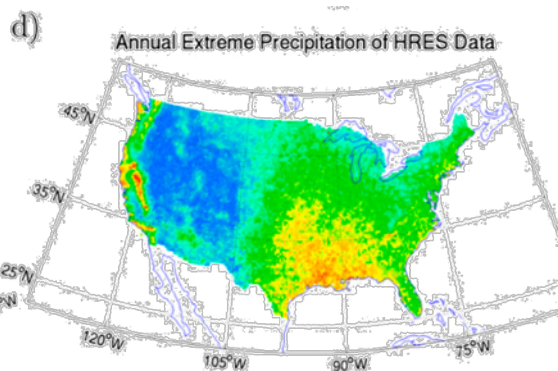 d)
Annual Extreme Precipitation of HRES Data
45°N
35°N
25°N
120°W
105°W
90°W
75°W